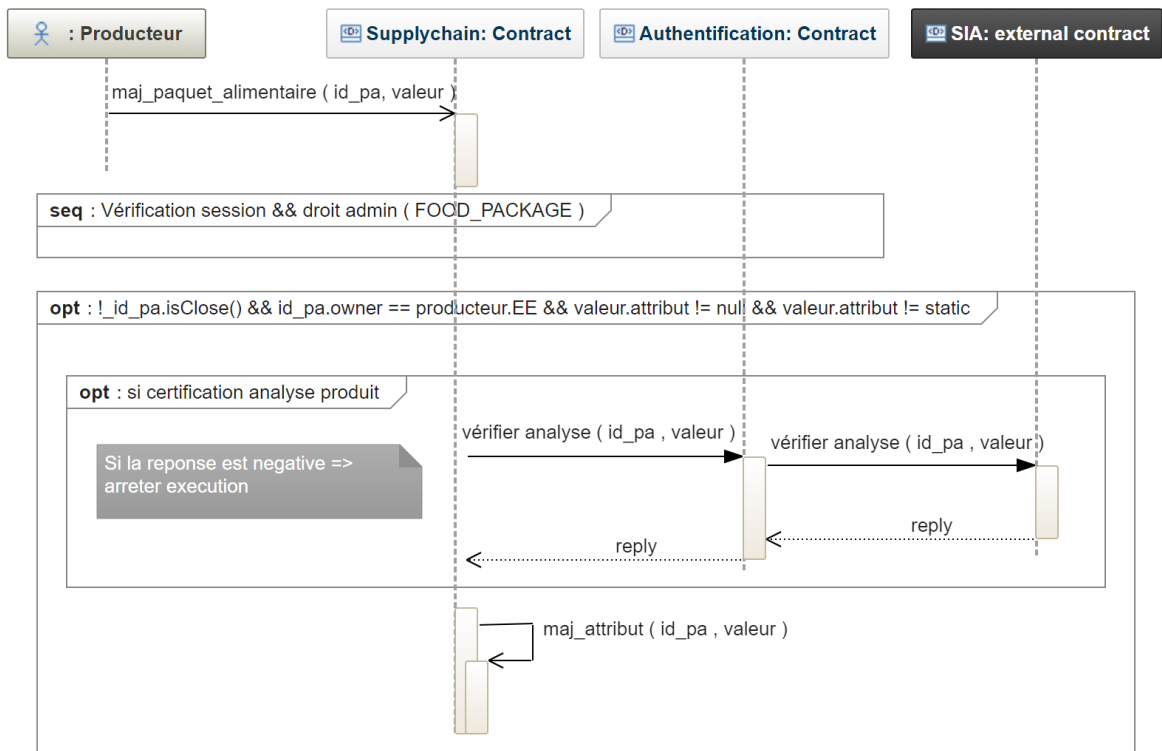 : Producteur
Supplychain: Contract
Authentification: Contract
SIA: external contract
maj_paquet_alimentaire ( id_pa, valeur )
seq : Vérification session && droit admin ( FOOD_PACKAGE )
opt : !_id_pa.isClose() && id_pa.owner == producteur.EE && valeur.attribut != null && valeur.attribut != static
opt : si certification analyse produit
vérifier analyse ( id_pa , valeur )
vérifier analyse ( id_pa , valeur )
Si la reponse est negative =>
arreter execution
reply
reply
maj_attribut ( id_pa , valeur )